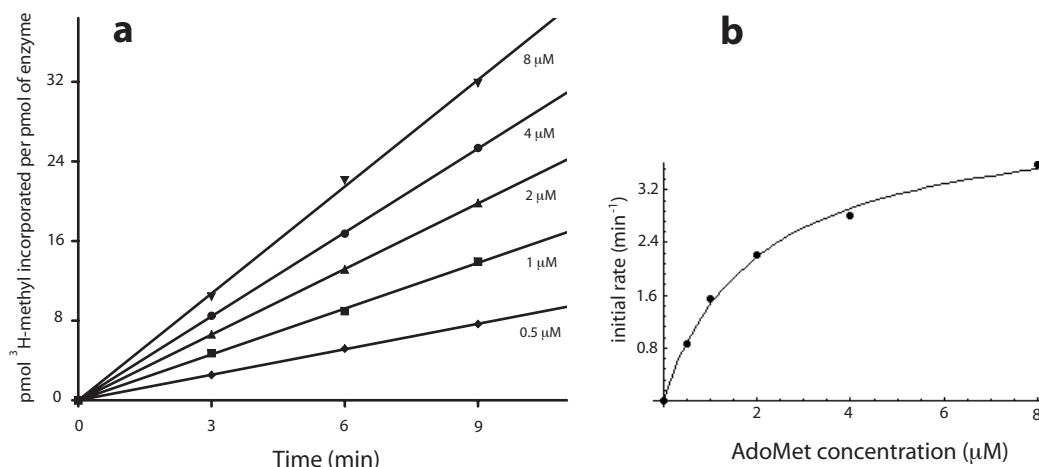 a
pmol ³H-methyl incorporated per pmol of enzyme
32
24
16
8
0
8 µM
4 µM
2 µM
1 µM
0.5 µM
0 3 6 9
Time (min)
b
initial rate (min⁻¹)
3.2
2.4
1.6
0.8
0
2 4 8
AdoMet concentration (µM)